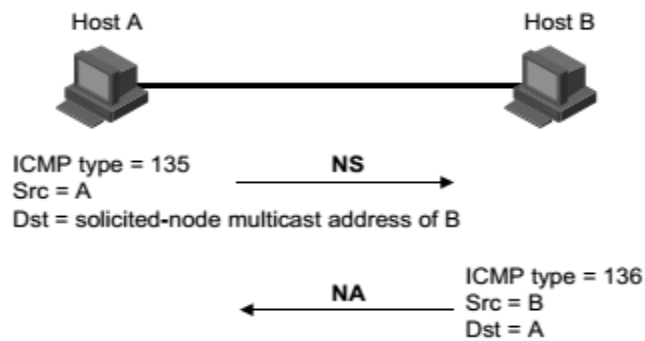 Host A
Host B
ICMP type = 135
Src = A
Dst = solicited-node multicast address of B
NS
NA
ICMP type = 136
Src = B
Dst = A